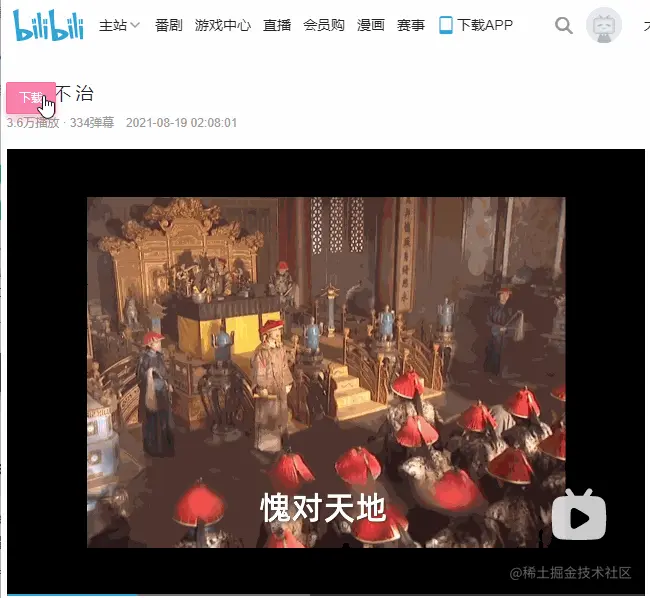 bilibili 主站 番剧 游戏中心 直播 会员购 漫画 赛事 下载APP
下载 不治
3.6万播放 · 334弹幕 2021-08-19 02:08:01
愧对天地
@稀土掘金技术社区